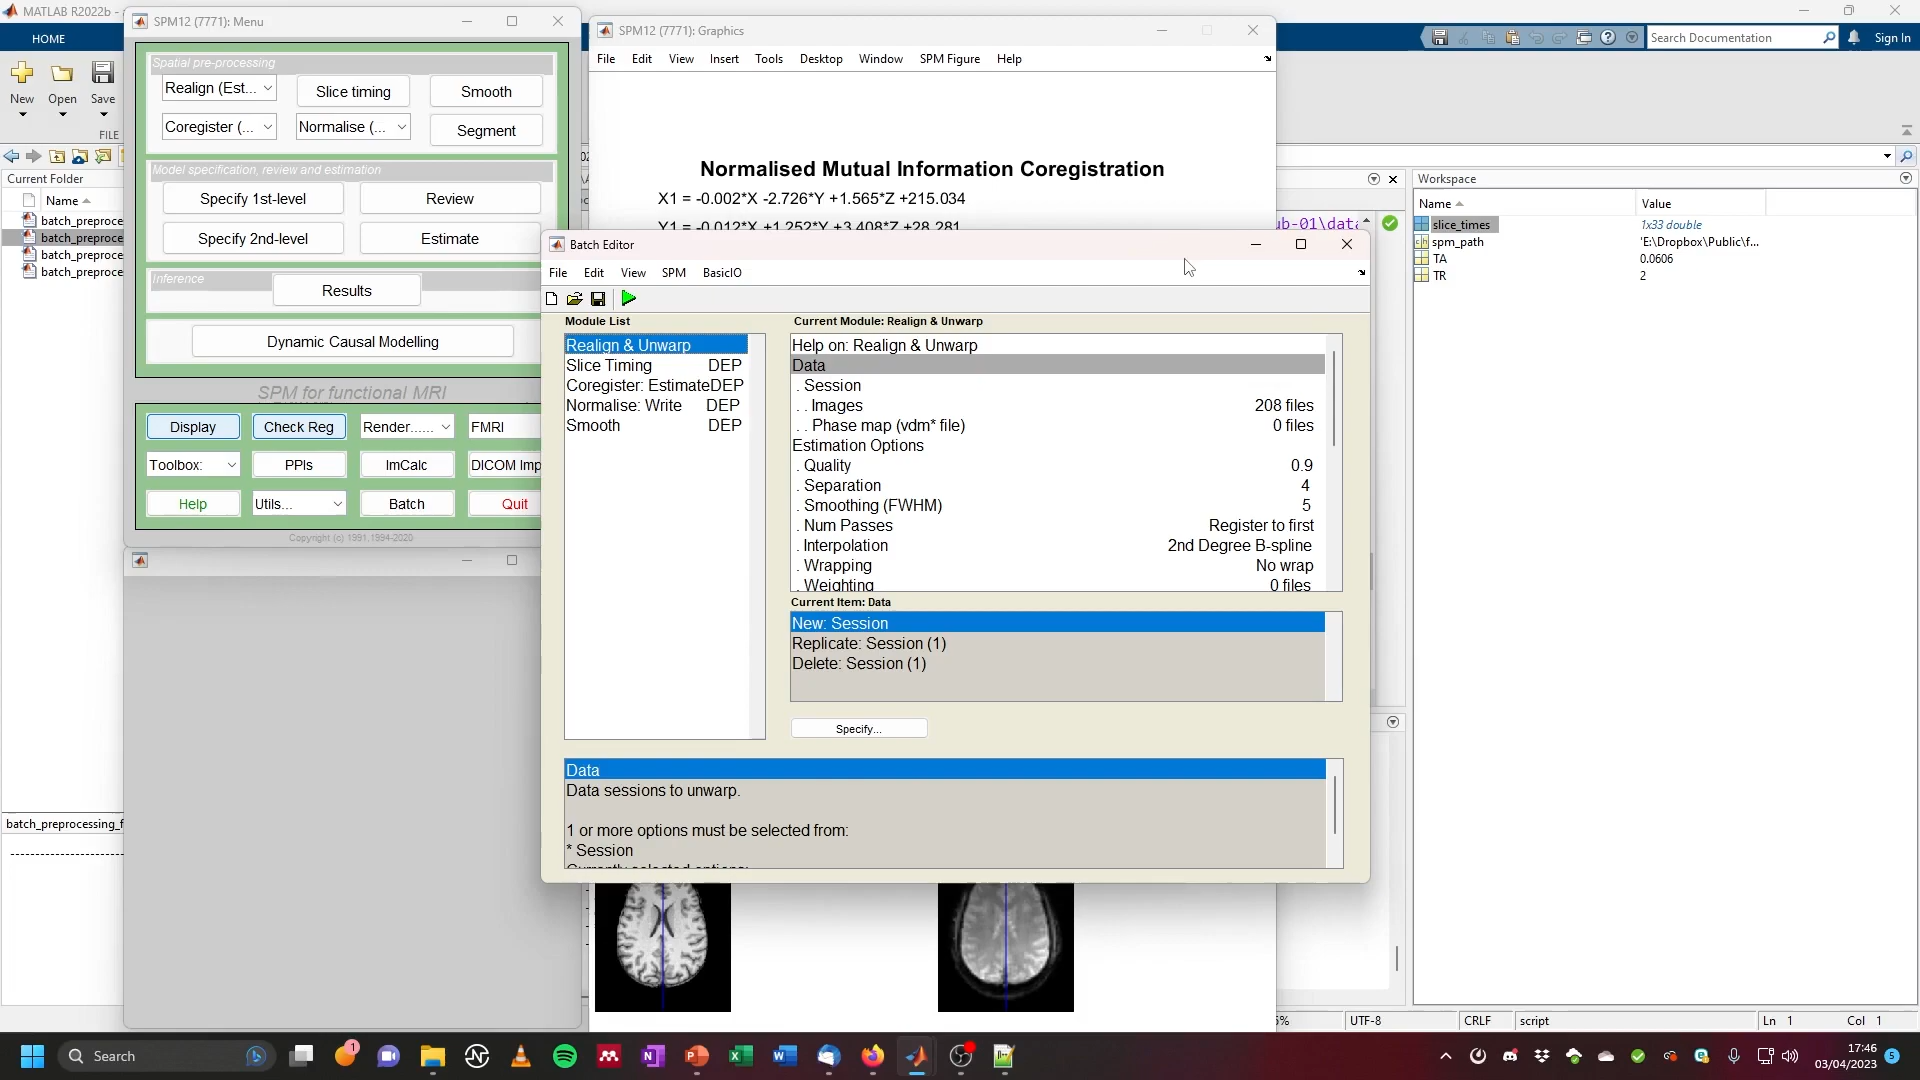 MATLAB R2022b -
HOME
Search Documentation
Sign In
New
Open
Save
FILE
Current Folder
Name
batch_preproce
batch_preproce
batch_preproce
batch_preproce
batch_preprocessing_f
SPM12 (7771): Menu
Spatial pre-processing
Realign (Est...
Slice timing
Smooth
Coregister (...
Normalise (...
Segment
Model specification, review and estimation
Specify 1st-level
Review
Specify 2nd-level
Estimate
Inference
Results
Dynamic Causal Modelling
SPM for functional MRI
Display
Check Reg
Render......
FMRI
Toolbox:
PPIs
ImCalc
DICOM Imp
Help
Utils...
Batch
Quit
Copyright (c) 1991,1994-2020
SPM12 (7771): Graphics
File Edit View Insert Tools Desktop Window SPM Figure Help
Normalised Mutual Information Coregistration
X1 = -0.002*X -2.726*Y +1.565*Z +215.034
Y1 = -0.012*X +1.252*Y +3.408*Z +28.281
Batch Editor
File Edit View SPM BasicIO
Module List
Realign & Unwarp
Slice Timing DEP
Coregister: EstimateDEP
Normalise: Write DEP
Smooth DEP
Current Module: Realign & Unwarp
Help on: Realign & Unwarp
Data
. Session
. . Images 208 files
. . Phase map (vdm* file) 0 files
Estimation Options
. Quality 0.9
. Separation 4
. Smoothing (FWHM) 5
. Num Passes Register to first
. Interpolation 2nd Degree B-spline
. Wrapping No wrap
. Weighting 0 files
Current Item: Data
New: Session
Replicate: Session (1)
Delete: Session (1)
Specify...
Data
Data sessions to unwarp.
1 or more options must be selected from:
* Session
Currently selected options:
ub-01\data
Workspace
Name Value
slice_times 1x33 double
spm_path 'E:\Dropbox\Public\f...
TA 0.0606
TR 2
UTF-8 CRLF script Ln 1 Col 1
Search
1
17:46
03/04/2023
5